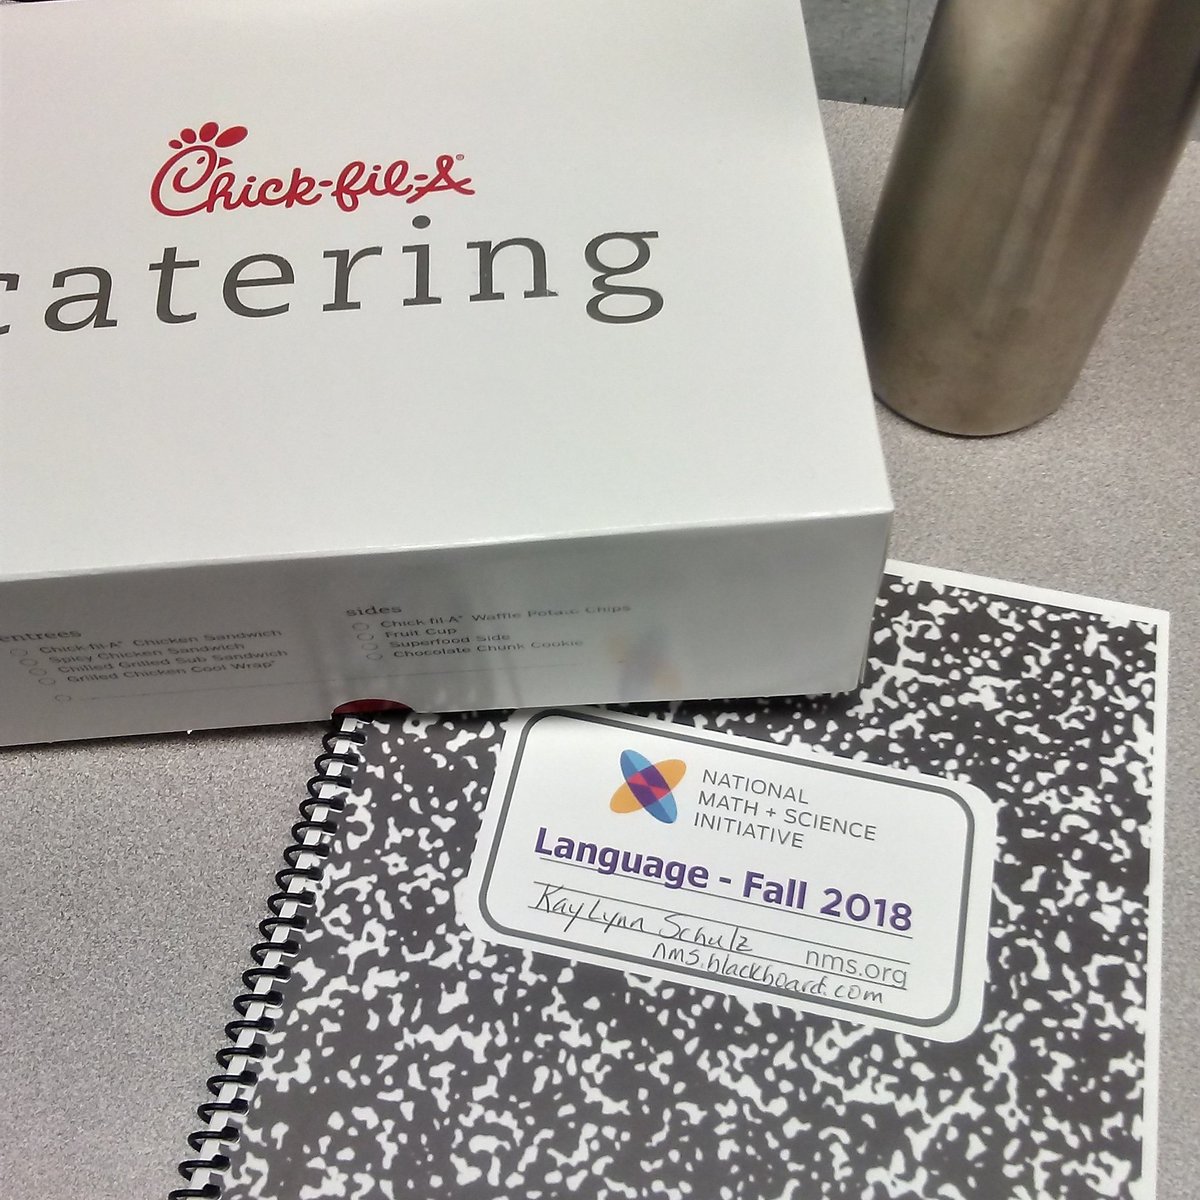 Chick-fil-A®
catering
entrees
Chick-fil-A® Chicken Sandwich
Spicy Chicken Sandwich
Chilled Grilled Sub Sandwich
Grilled Chicken Cool Wrap®
sides
Chick-fil-A® Waffle Potato Chips
Fruit Cup
Superfood Side
Chocolate Chunk Cookie
NATIONAL
MATH + SCIENCE
INITIATIVE
Language - Fall 2018
KayLynn Schulz nms.org
nms.blackboard.com